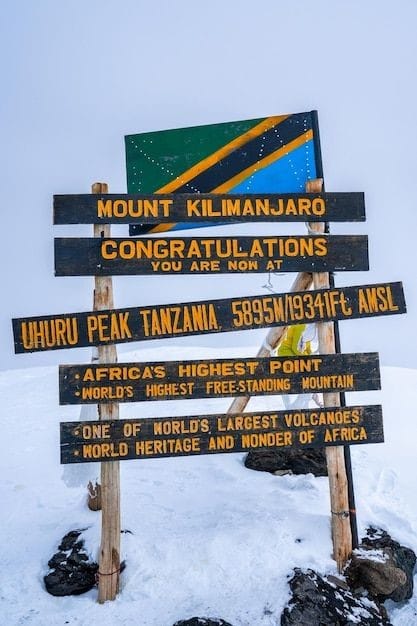 MOUNT KILIMANJARO
CONGRATULATIONS
YOU ARE NOW AT
UHURU PEAK TANZANIA, 5895M/19341Ft AMSL
• AFRICA'S HIGHEST POINT
• WORLD'S HIGHEST FREE-STANDING MOUNTAIN
• ONE OF WORLD'S LARGEST VOLCANOES
• WORLD HERITAGE AND WONDER OF AFRICA